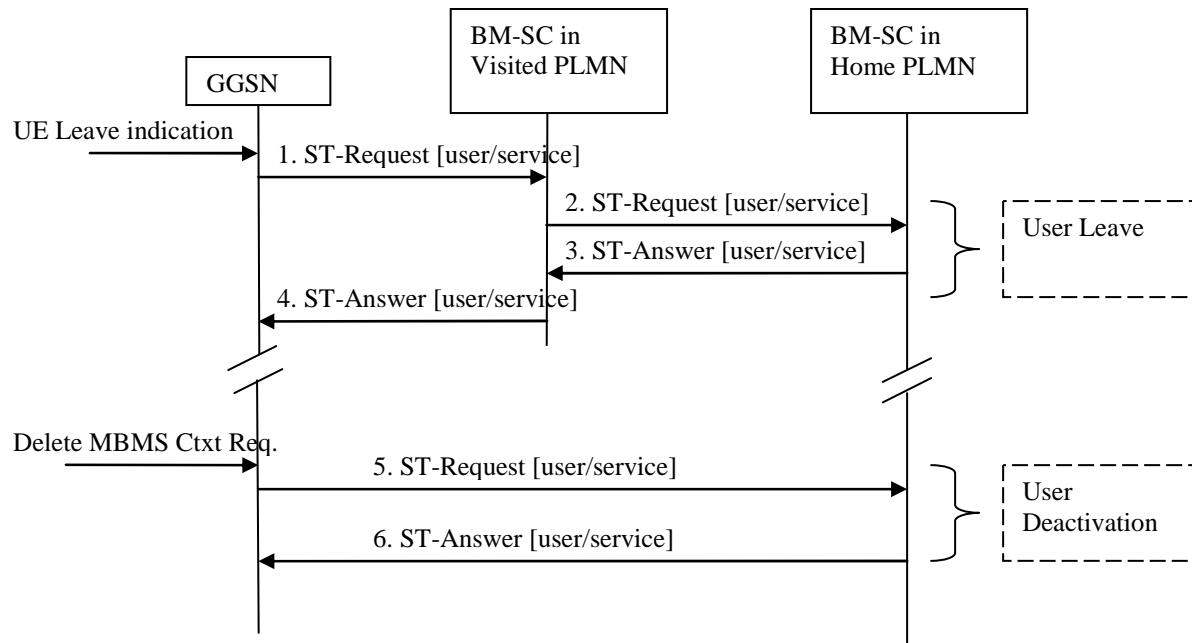 BM-SC in
Visited PLMN
BM-SC in
Home PLMN
GGSN
UE Leave indication
1. ST-Request [user/service]
2. ST-Request [user/service]
User Leave
3. ST-Answer [user/service]
4. ST-Answer [user/service]
Delete MBMS Ctxt Req.
5. ST-Request [user/service]
User
Deactivation
6. ST-Answer [user/service]